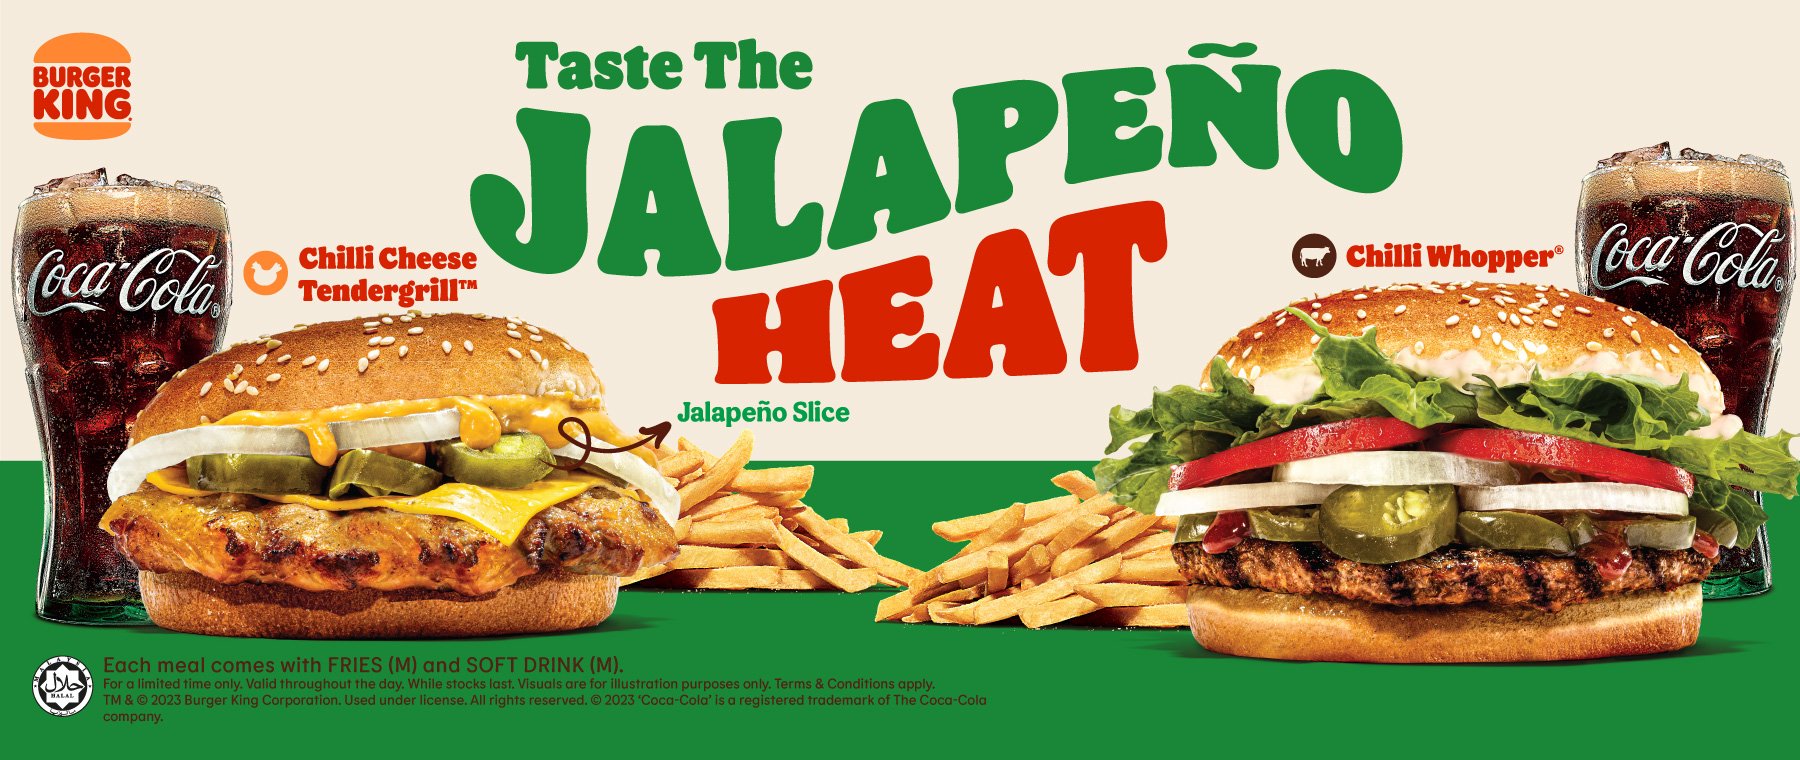 BURGER
KING
Taste The
JALAPEÑO
HEAT
Coca-Cola®
Chilli Cheese
Tendergrill™
Chilli Whopper®
Coca-Cola®
Jalapeño Slice
MALAYSIA
حلال
HALAL
Each meal comes with FRIES (M) and SOFT DRINK (M).
For a limited time only. Valid throughout the day. While stocks last. Visuals are for illustration purposes only. Terms & Conditions apply.
TM & © 2023 Burger King Corporation. Used under license. All rights reserved. © 2023 ‘Coca-Cola’ is a registered trademark of The Coca-Cola
company.